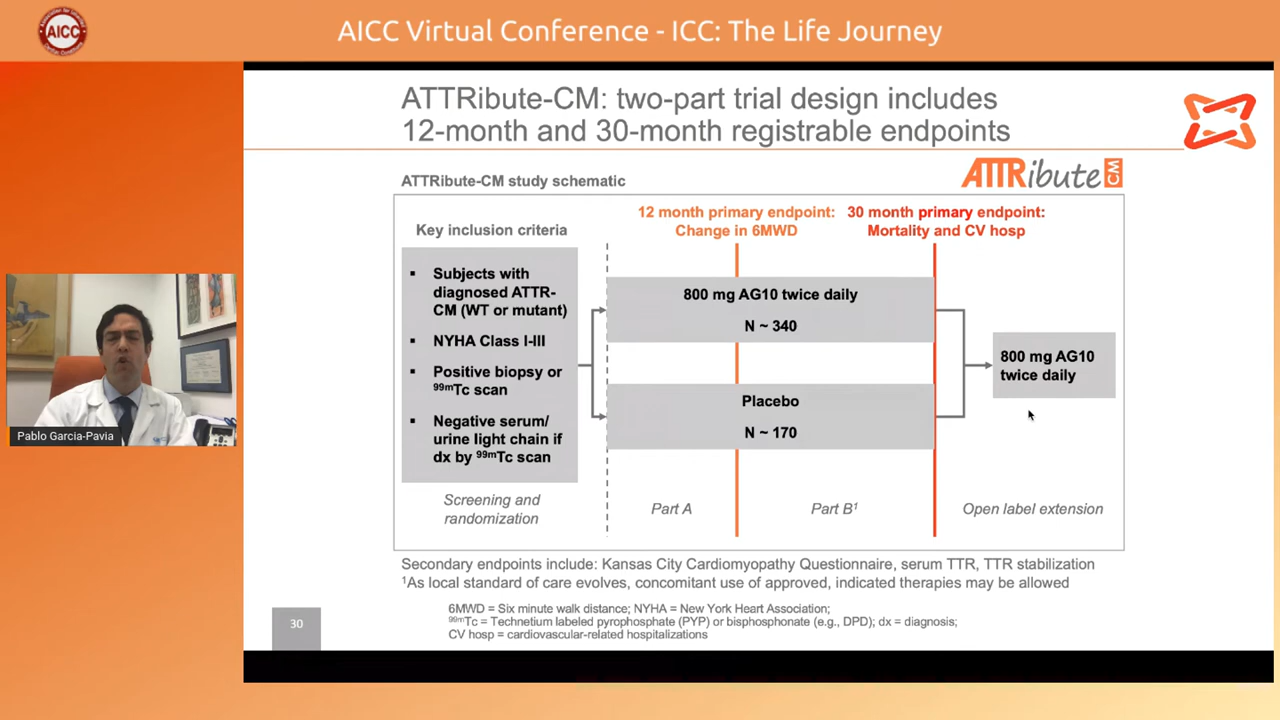 AICC
AICC Virtual Conference - ICC: The Life Journey
ATTRibute-CM: two-part trial design includes
12-month and 30-month registrable endpoints
ATTRibute CM
ATTRibute-CM study schematic
Key inclusion criteria
▪ Subjects with
diagnosed ATTR-
CM (WT or mutant)
▪ NYHA Class I-III
▪ Positive biopsy or
⁹⁹ᵐTc scan
▪ Negative serum/
urine light chain if
dx by ⁹⁹ᵐTc scan
Screening and
randomization
12 month primary endpoint:
Change in 6MWD
30 month primary endpoint:
Mortality and CV hosp
800 mg AG10 twice daily
N ~ 340
Placebo
N ~ 170
800 mg AG10
twice daily
Part A
Part B¹
Open label extension
Secondary endpoints include: Kansas City Cardiomyopathy Questionnaire, serum TTR, TTR stabilization
¹As local standard of care evolves, concomitant use of approved, indicated therapies may be allowed
6MWD = Six minute walk distance; NYHA = New York Heart Association;
⁹⁹ᵐTc = Technetium labeled pyrophosphate (PYP) or bisphosphonate (e.g., DPD); dx = diagnosis;
CV hosp = cardiovascular-related hospitalizations
30
Pablo Garcia-Pavia